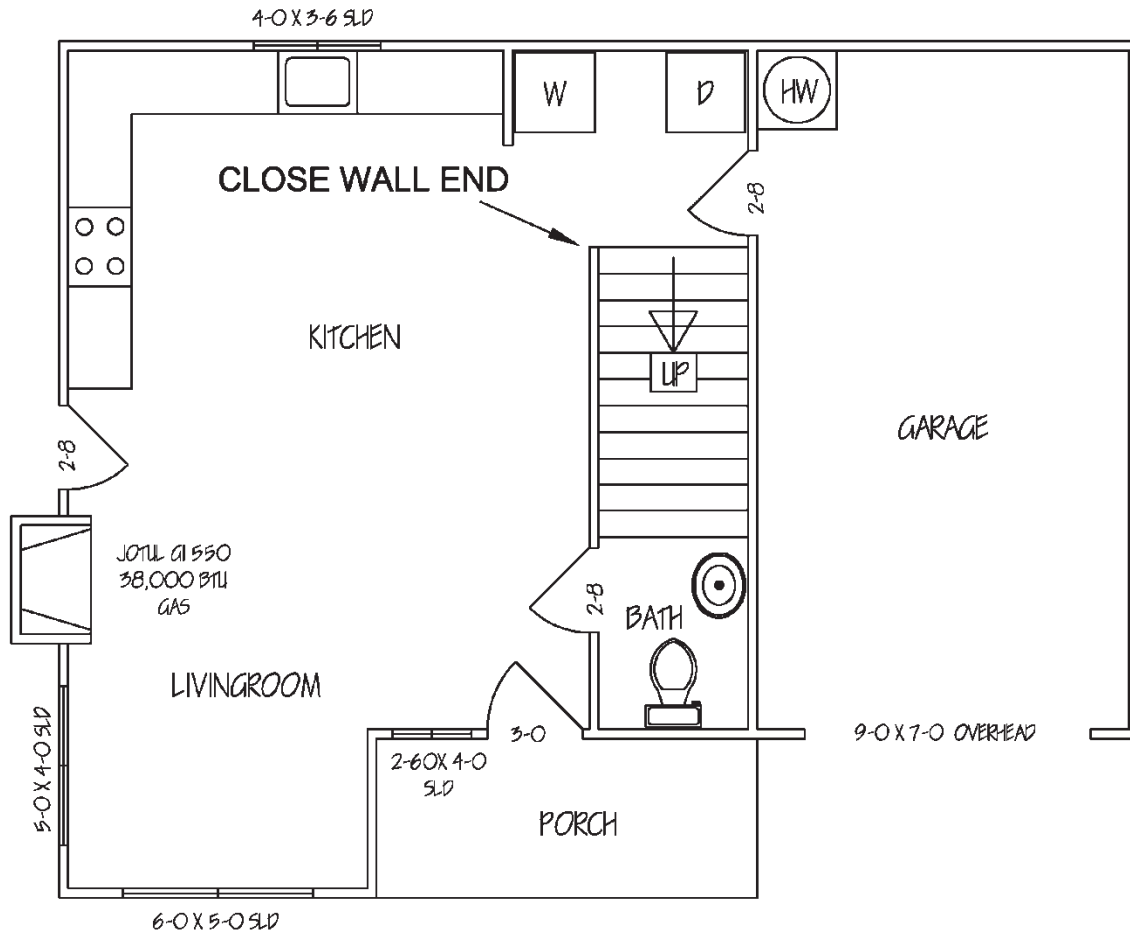 4-0 X 3-6 SLD
W
D
HW
CLOSE WALL END
2-8
KITCHEN
UP
GARAGE
2-8
JOTUL GI 550
38,000 BTU
GAS
2-8
BATH
LIVINGROOM
5-0 X 4-0 SLD
3-0
9-0 X 7-0 OVERHEAD
2-60X 4-0
SLD
PORCH
6-0 X 5-0 SLD